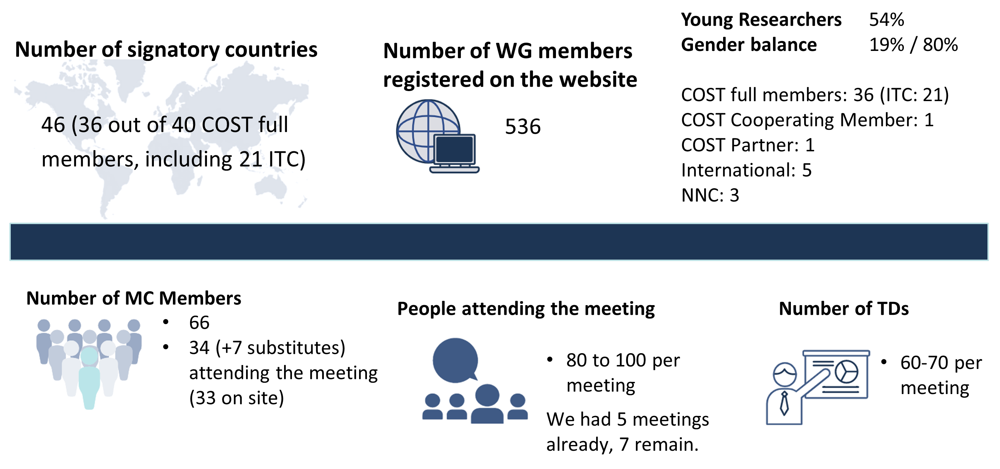 Number of signatory countries
46 (36 out of 40 COST full
members, including 21 ITC)
Number of WG members
registered on the website
536
Young Researchers 54%
Gender balance 19% / 80%
COST full members: 36 (ITC: 21)
COST Cooperating Member: 1
COST Partner: 1
International: 5
NNC: 3
Number of MC Members
• 66
• 34 (+7 substitutes)
attending the meeting
(33 on site)
People attending the meeting
• 80 to 100 per
meeting
We had 5 meetings
already, 7 remain.
Number of TDs
• 60-70 per
meeting